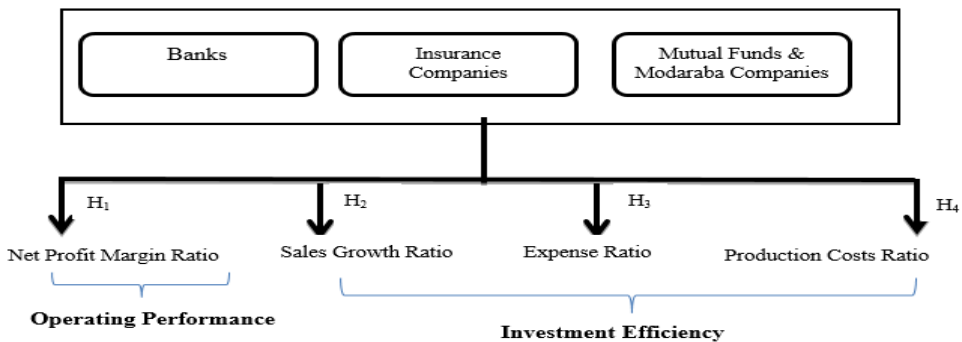 Banks
Insurance
Companies
Mutual Funds &
Modaraba Companies
H1
H2
H3
H4
Net Profit Margin Ratio
Sales Growth Ratio
Expense Ratio
Production Costs Ratio
Operating Performance
Investment Efficiency